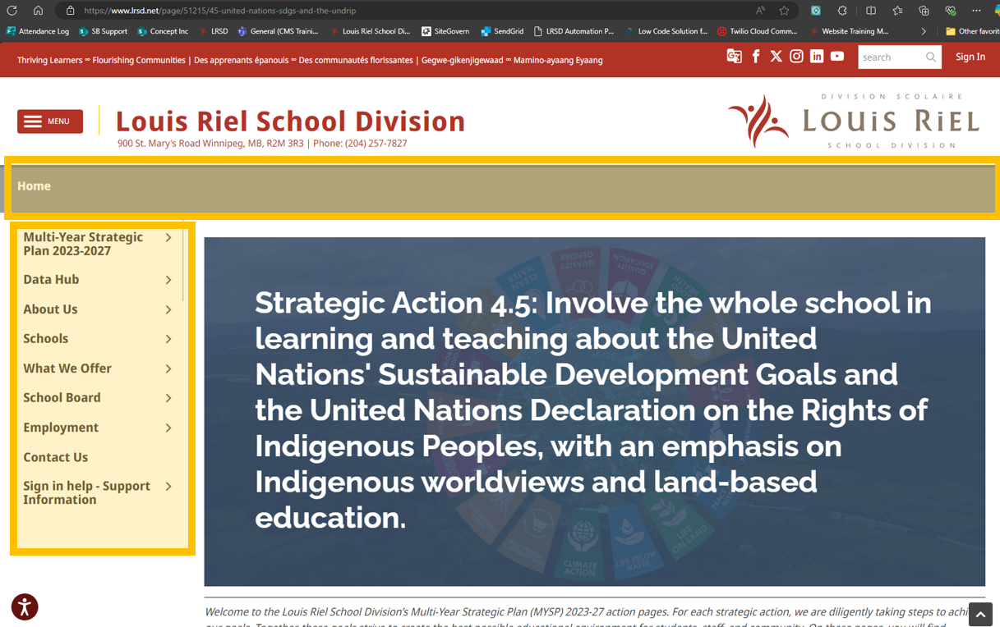 https://www.lrsd.net/page/51215/45-united-nations-sdgs-and-the-undrip
Attendance Log
SB Support
Concept Inc
LRSD
General (CMS Traini...
Louis Riel School Di...
SiteGovern
SendGrid
LRSD Automation P...
Low Code Solution f...
Twilio Cloud Comm...
Website Training M...
Other favorit
Thriving Learners ∞ Flourishing Communities | Des apprenants épanouis ∞ Des communautés florissantes | Gegwe-gikenjigewaad ∞ Mamino-ayaang Eyaang
search
Sign In
MENU
Louis Riel School Division
900 St. Mary's Road Winnipeg, MB, R2M 3R3 | Phone: (204) 257-7827
DIVISION SCOLAIRE
LOUIS RIEL
SCHOOL DIVISION
Home
Multi-Year Strategic
Plan 2023-2027
Data Hub
About Us
Schools
What We Offer
School Board
Employment
Contact Us
Sign in help - Support
Information
Strategic Action 4.5: Involve the whole school in
learning and teaching about the United
Nations' Sustainable Development Goals and
the United Nations Declaration on the Rights of
Indigenous Peoples, with an emphasis on
Indigenous worldviews and land-based
education.
GENDER
EQUALITY
QUALITY
EDUCATION
CLIMATE
ACTION
LIFE BELOW
WATER
LIFE
ON LAND
Welcome to the Louis Riel School Division's Multi-Year Strategic Plan (MYSP) 2023-27 action pages. For each strategic action, we are diligently taking steps to achi
our goals. Together these goals strive to create the best possible educational environment for students, staff, and community. On these pages, you will find